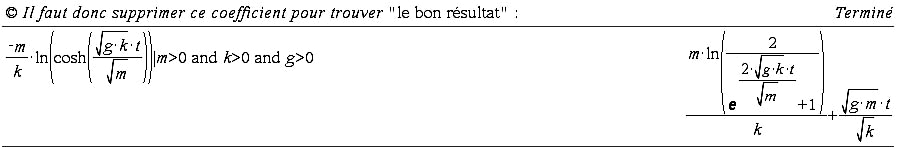 © Il faut donc supprimer ce coefficient pour trouver "le bon résultat" : Terminé
-m/k·ln(cosh(√(g·k)·t/√m))|m>0 and k>0 and g>0 m·ln(2/(e^(2·√(g·k)·t/√m)+1))/k+√(g·m)·t/√k